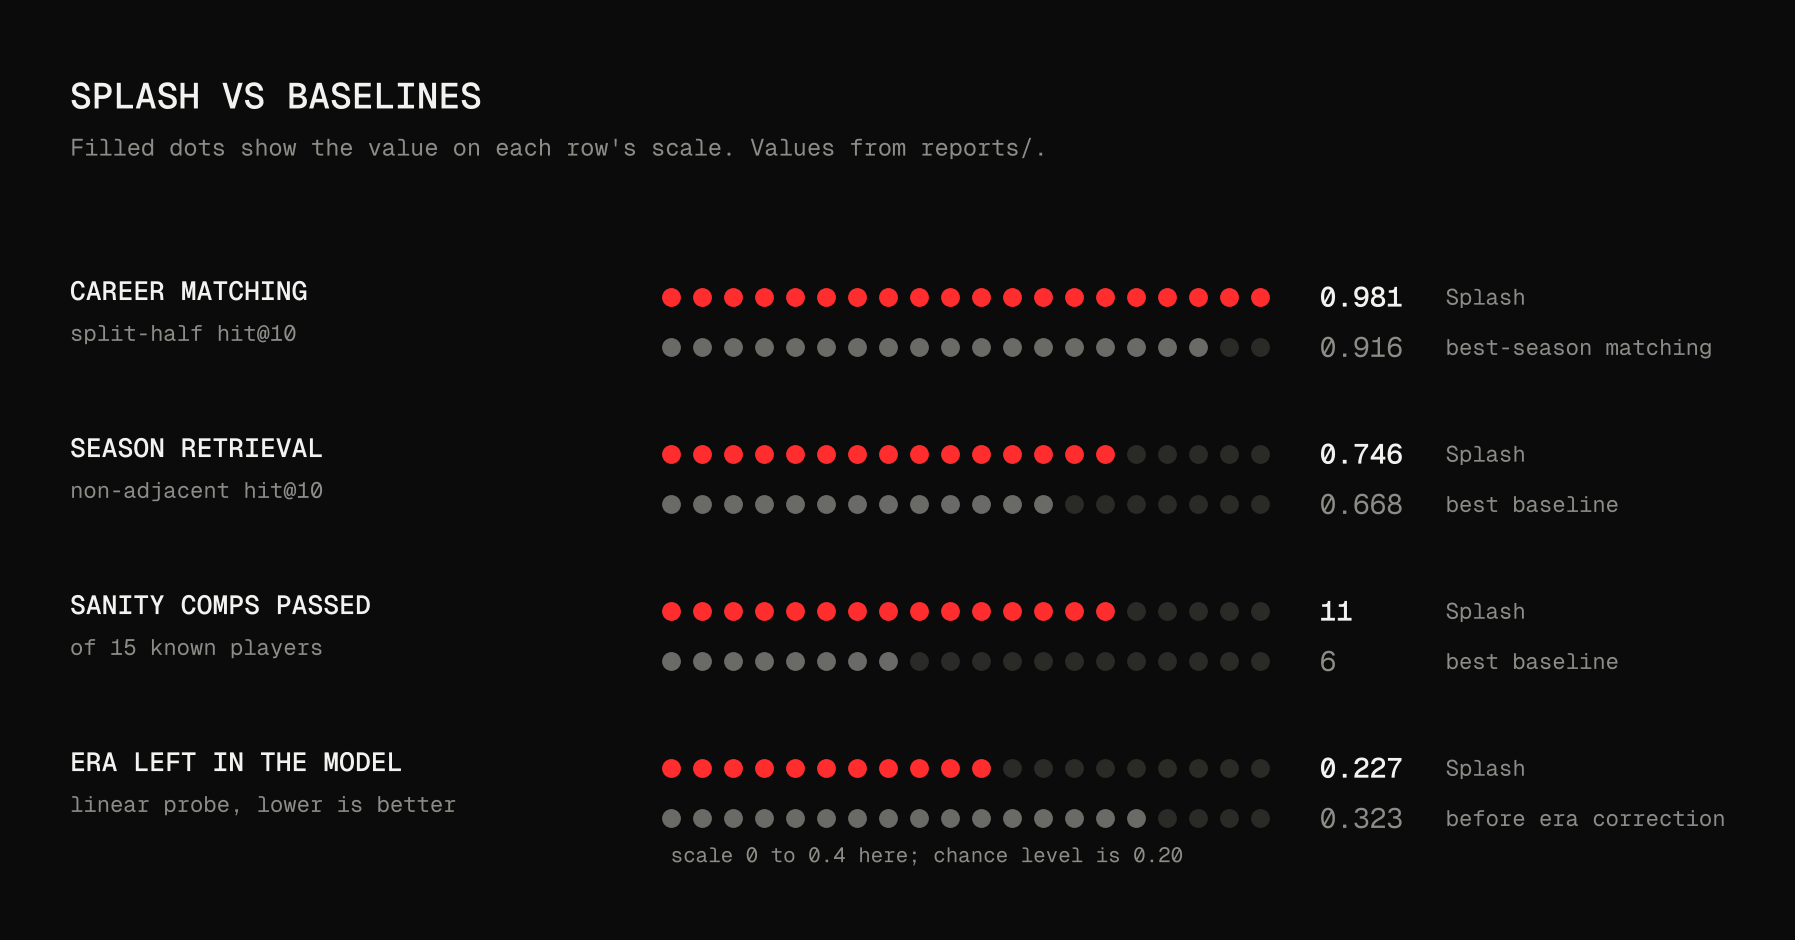 SPLASH VS BASELINES
Filled dots show the value on each row's scale. Values from reports/.
CAREER MATCHING
split-half hit@10
0.981 Splash
0.916 best-season matching
SEASON RETRIEVAL
non-adjacent hit@10
0.746 Splash
0.668 best baseline
SANITY COMPS PASSED
of 15 known players
11 Splash
6 best baseline
ERA LEFT IN THE MODEL
linear probe, lower is better
0.227 Splash
0.323 before era correction
scale 0 to 0.4 here; chance level is 0.20